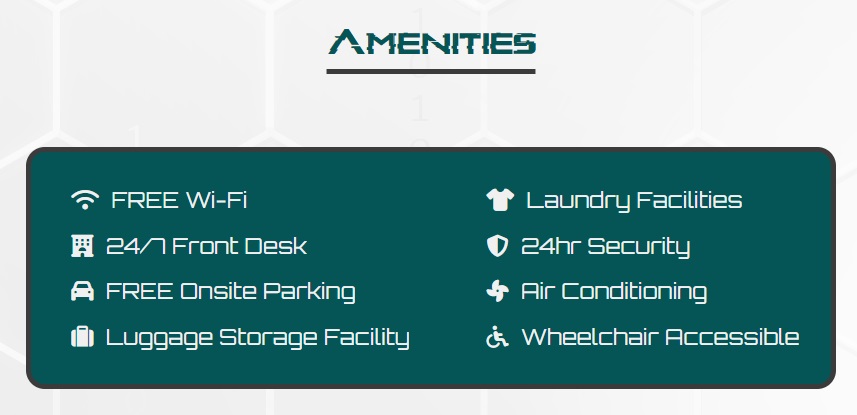 Amenities
FREE Wi-Fi
24/7 Front Desk
FREE Onsite Parking
Luggage Storage Facility
Laundry Facilities
24hr Security
Air Conditioning
Wheelchair Accessible